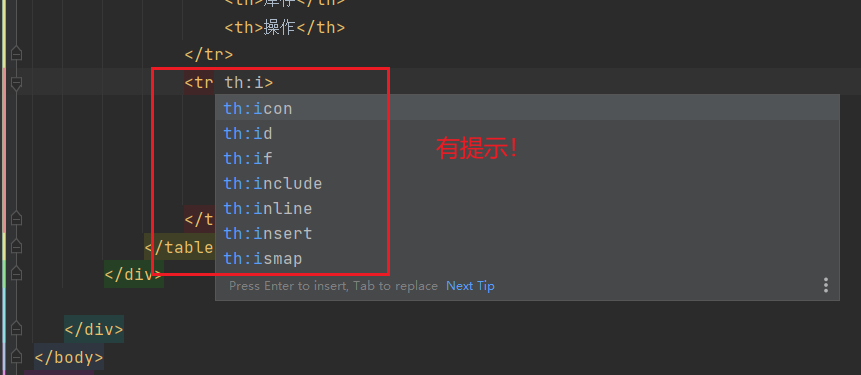 <th>库存</th>
<th>操作</th>
</tr>
<tr th:i>
th:icon
th:id
有提示!
th:if
th:include
th:inline
</t
th:insert
</table
th:ismap
</div>
Press Enter to insert, Tab to replace Next Tip
</div>
</body>